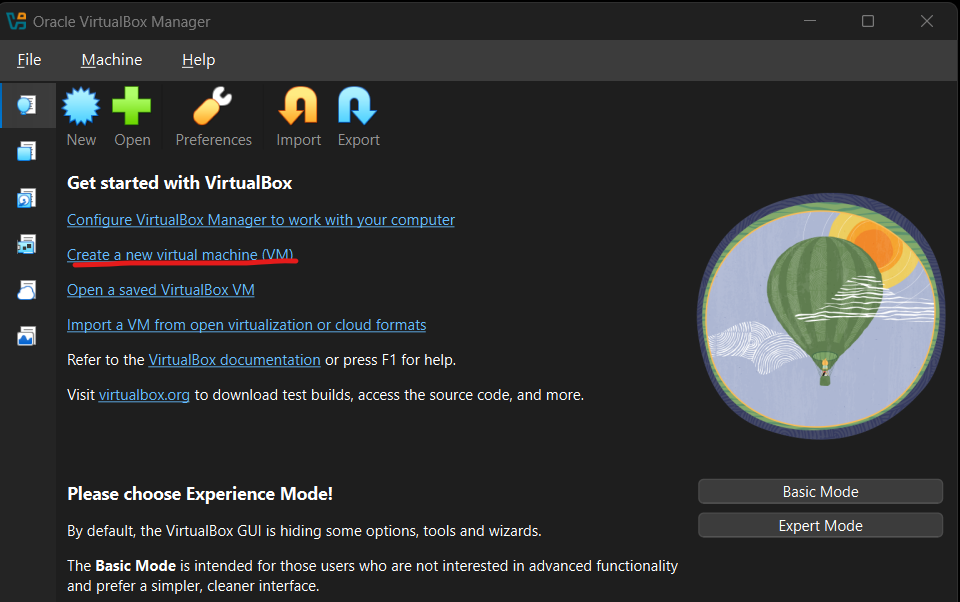 Oracle VirtualBox Manager
File Machine Help
New Open Preferences Import Export
Get started with VirtualBox
Configure VirtualBox Manager to work with your computer
Create a new virtual machine (VM)
Open a saved VirtualBox VM
Import a VM from open virtualization or cloud formats
Refer to the VirtualBox documentation or press F1 for help.
Visit virtualbox.org to download test builds, access the source code, and more.
Please choose Experience Mode!
Basic Mode
Expert Mode
By default, the VirtualBox GUI is hiding some options, tools and wizards.
The Basic Mode is intended for those users who are not interested in advanced functionality
and prefer a simpler, cleaner interface.